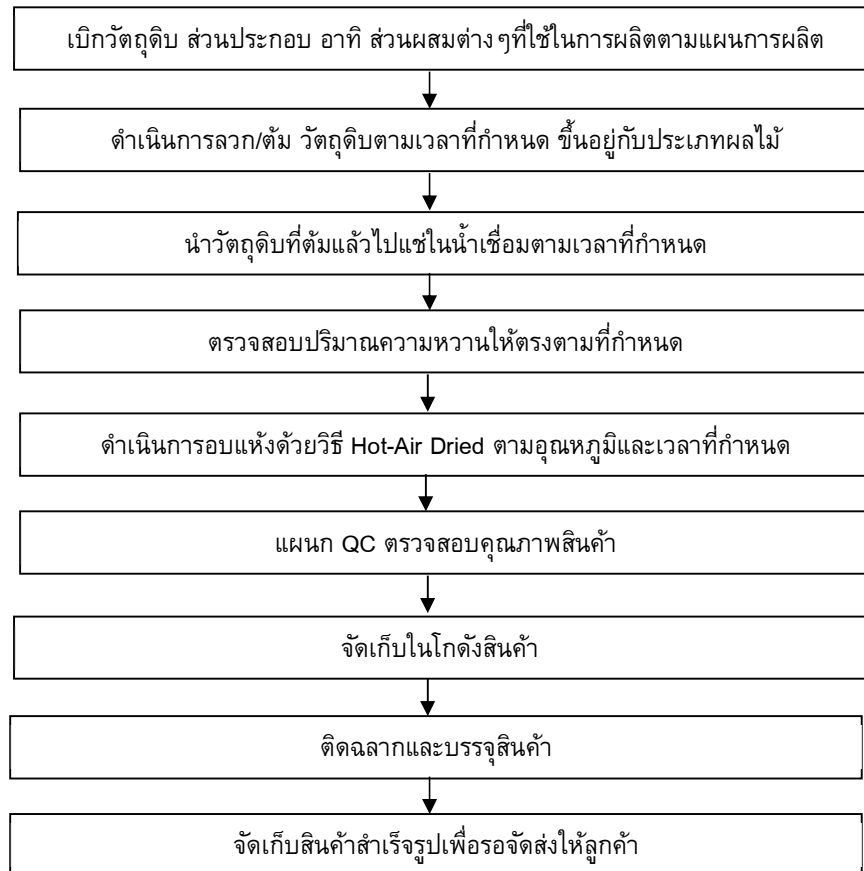 เบิกวัตถุดิบ ส่วนประกอบ อาทิ ส่วนผสมต่างๆที่ใช้ในการผลิตตามแผนการผลิต
ดำเนินการลวก/ต้ม วัตถุดิบตามเวลาที่กำหนด ขึ้นอยู่กับประเภทผลไม้
นำวัตถุดิบที่ต้มแล้วไปแช่ในน้ำเชื่อมตามเวลาที่กำหนด
ตรวจสอบปริมาณความหวานให้ตรงตามที่กำหนด
ดำเนินการอบแห้งด้วยวิธี Hot-Air Dried ตามอุณหภูมิและเวลาที่กำหนด
แผนก QC ตรวจสอบคุณภาพสินค้า
จัดเก็บในโกดังสินค้า
ติดฉลากและบรรจุสินค้า
จัดเก็บสินค้าสำเร็จรูปเพื่อรอจัดส่งให้ลูกค้า